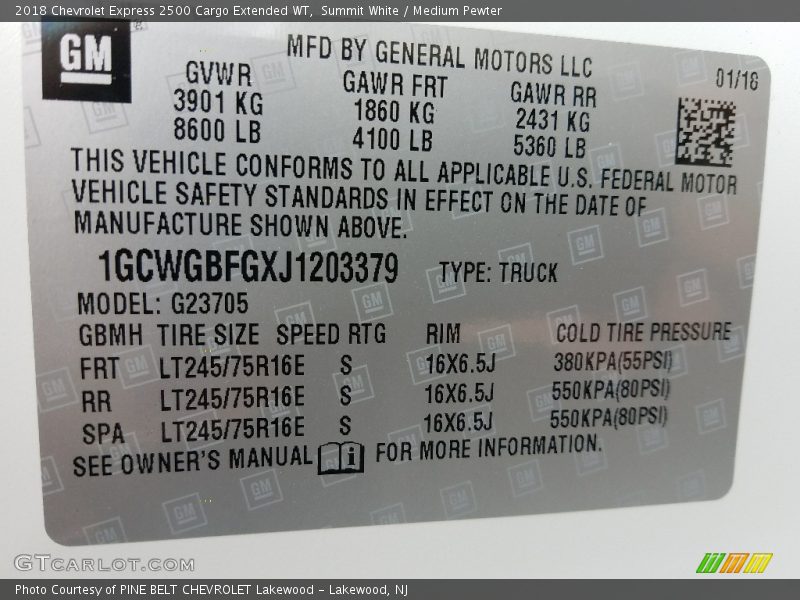 2018 Chevrolet Express 2500 Cargo Extended WT, Summit White / Medium Pewter
GM
MFD BY GENERAL MOTORS LLC
01/18
GVWR GAWR FRT GAWR RR
3901 KG 1860 KG 2431 KG
8600 LB 4100 LB 5360 LB
THIS VEHICLE CONFORMS TO ALL APPLICABLE U.S. FEDERAL MOTOR
VEHICLE SAFETY STANDARDS IN EFFECT ON THE DATE OF
MANUFACTURE SHOWN ABOVE.
1GCWGBFGXJ1203379 TYPE: TRUCK
MODEL: G23705
GBMH TIRE SIZE SPEED RTG RIM COLD TIRE PRESSURE
FRT LT245/75R16E S 16X6.5J 380KPA(55PSI)
RR LT245/75R16E S 16X6.5J 550KPA(80PSI)
SPA LT245/75R16E S 16X6.5J 550KPA(80PSI)
SEE OWNER'S MANUAL i FOR MORE INFORMATION.
GTCARLOT.COM
Photo Courtesy of PINE BELT CHEVROLET Lakewood - Lakewood, NJ